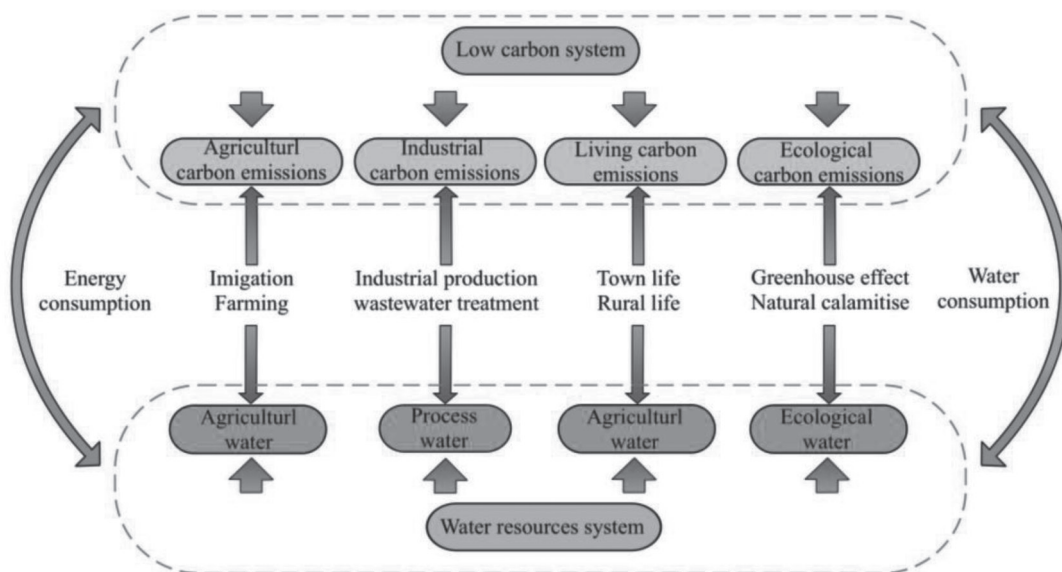 Low carbon system
Agriculturl
carbon emissions
Industrial
carbon emissions
Living carbon
emissions
Ecological
carbon emissions
Energy
consumption
Imigation
Farming
Industrial production
wastewater treatment
Town life
Rural life
Greenhouse effect
Natural calamitise
Water
consumption
Agriculturl
water
Process
water
Agriculturl
water
Ecological
water
Water resources system